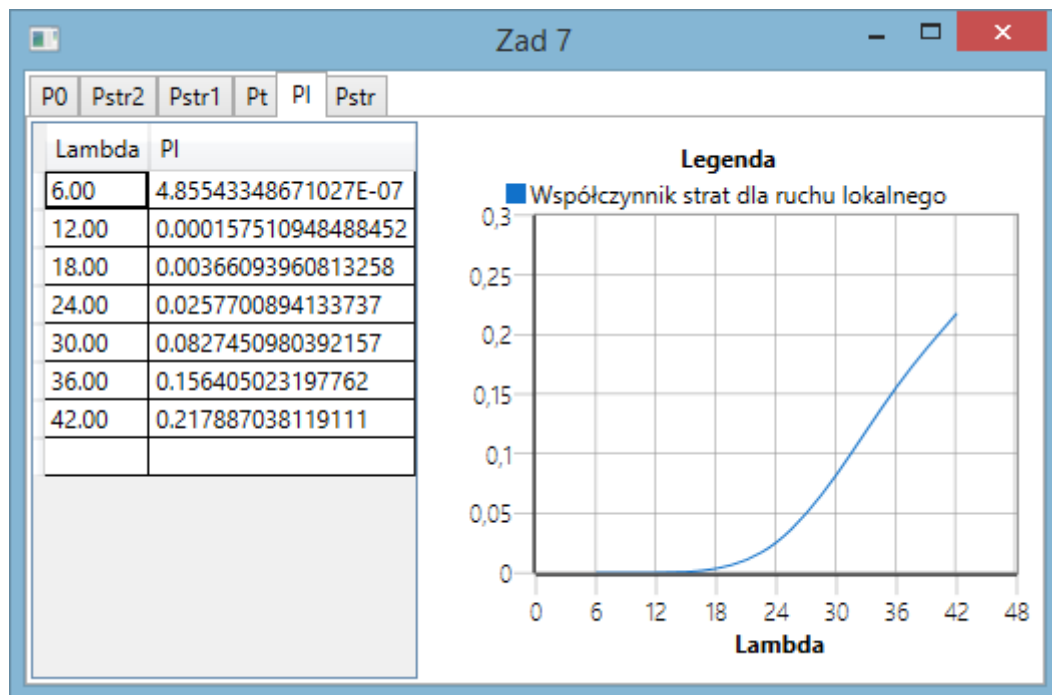 Zad 7
P0 Pstr2 Pstr1 Pt Pl Pstr
Lambda Pl
6.00 4.85543348671027E-07
12.00 0.000157510948488452
18.00 0.00366093960813258
24.00 0.0257700894133737
30.00 0.0827450980392157
36.00 0.156405023197762
42.00 0.217887038119111
Legenda
Współczynnik strat dla ruchu lokalnego
0,3
0,25
0,2
0,15
0,1
0,05
0
0 6 12 18 24 30 36 42 48
Lambda